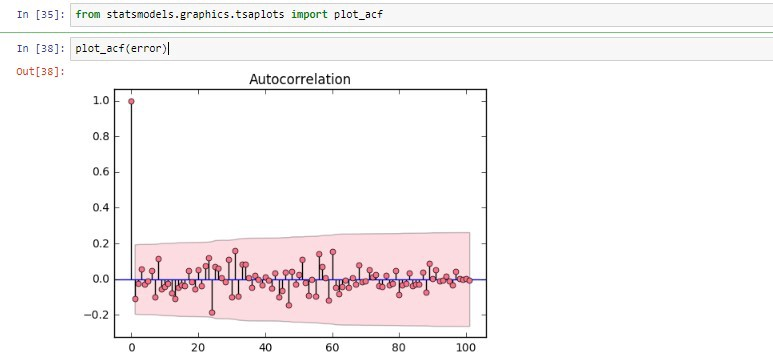 In [35]: from statsmodels.graphics.tsaplots import plot_acf
In [38]: plot_acf(error)
Out[38]:
Autocorrelation
1.0
0.8
0.6
0.4
0.2
0.0
−0.2
0 20 40 60 80 100